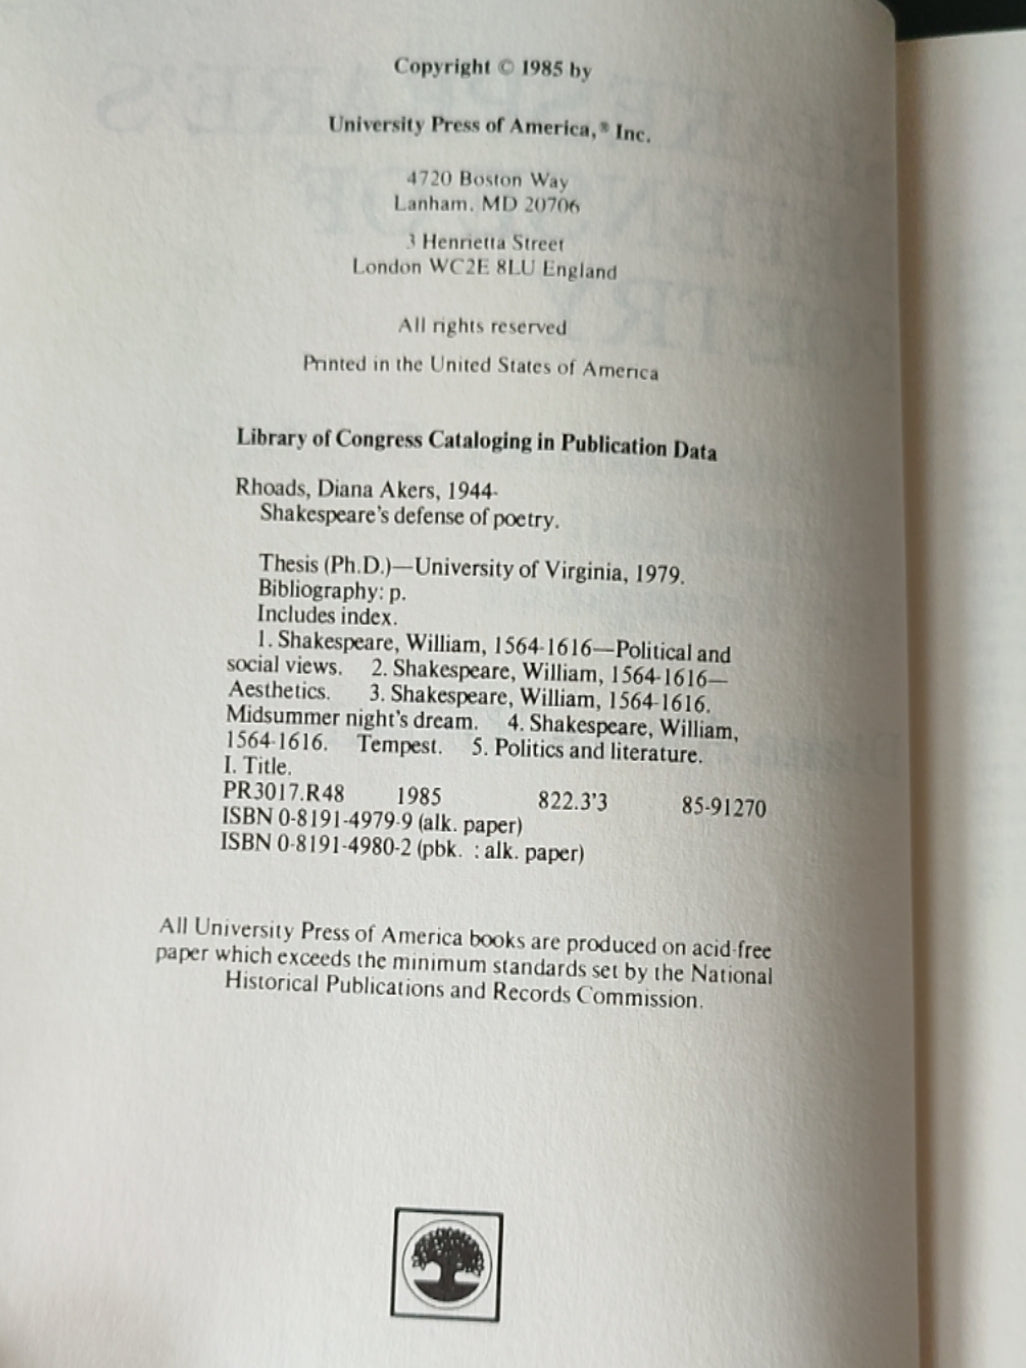 Copyright © 1985 by
University Press of America,® Inc.
4720 Boston Way
Lanham, MD 20706
3 Henrietta Street
London WC2E 8LU England
All rights reserved
Printed in the United States of America
Library of Congress Cataloging in Publication Data
Rhoads, Diana Akers, 1944-
Shakespeare's defense of poetry.
Thesis (Ph.D.)—University of Virginia, 1979.
Bibliography: p.
Includes index.
1. Shakespeare, William, 1564-1616—Political and
social views. 2. Shakespeare, William, 1564-1616—
Aesthetics. 3. Shakespeare, William, 1564-1616.
Midsummer night's dream. 4. Shakespeare, William,
1564-1616. Tempest. 5. Politics and literature.
I. Title.
PR3017.R48 1985 822.3'3 85-91270
ISBN 0-8191-4979-9 (alk. paper)
ISBN 0-8191-4980-2 (pbk. : alk. paper)
All University Press of America books are produced on acid-free
paper which exceeds the minimum standards set by the National
Historical Publications and Records Commission.